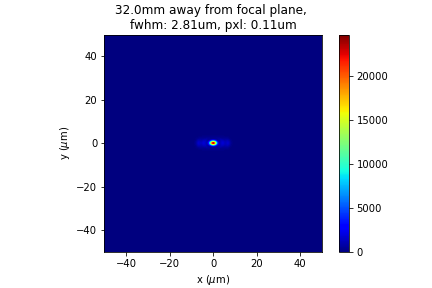 32.0mm away from focal plane,
fwhm: 2.81um, pxl: 0.11um
40
20
0
−20
−40
y (μm)
−40 −20 0 20 40
x (μm)
20000
15000
10000
5000
0